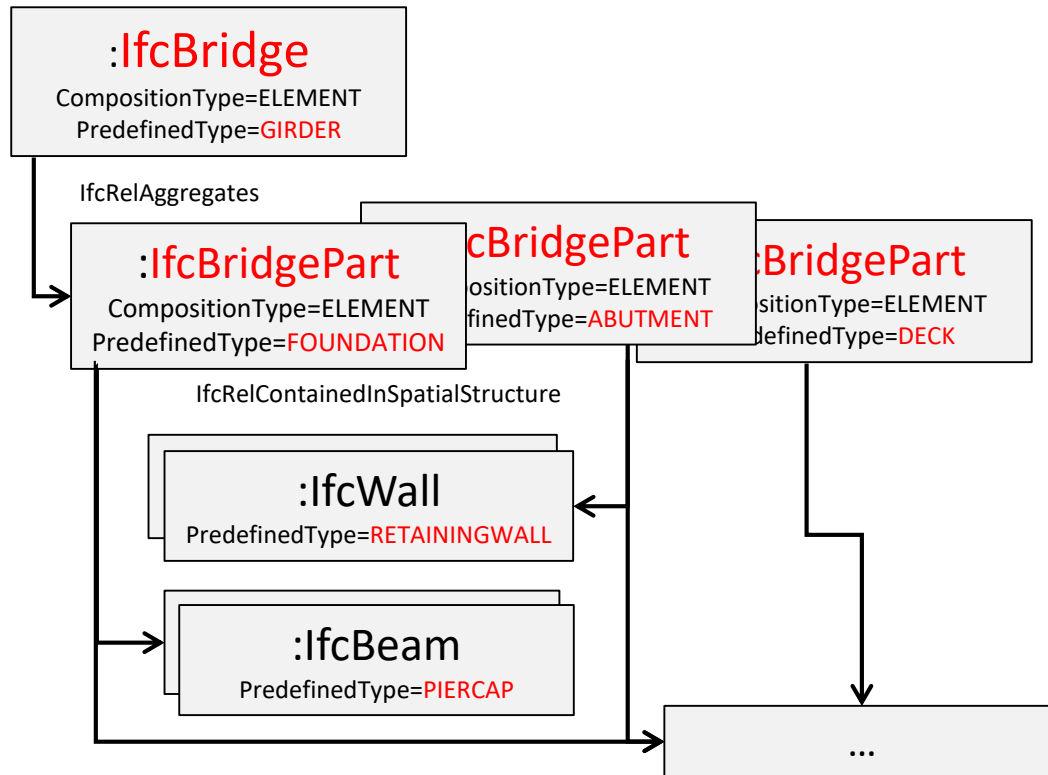 :IfcBridge
CompositionType=ELEMENT
PredefinedType=GIRDER
IfcRelAggregates
:IfcBridgePart
CompositionType=ELEMENT
PredefinedType=FOUNDATION
cBridgePart
ositionType=ELEMENT
finedType=ABUTMENT
cBridgePart
sitionType=ELEMENT
definedType=DECK
IfcRelContainedInSpatialStructure
:IfcWall
PredefinedType=RETAININGWALL
:IfcBeam
PredefinedType=PIERCAP
...